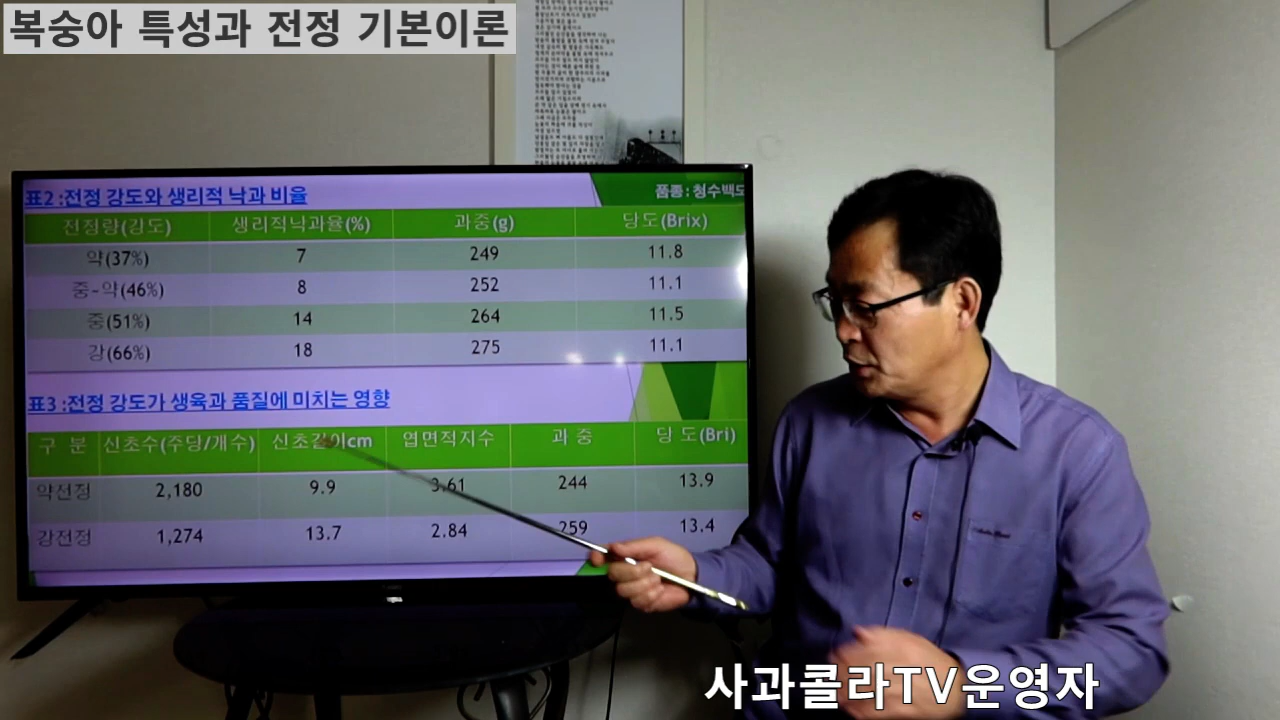 복숭아 특성과 전정 기본이론
표2 :전정 강도와 생리적 낙과 비율
품종 : 청수백도
전정량(강도) 생리적낙과율(%) 과중(g) 당도(Brix)
약(37%) 7 249 11.8
중-약(46%) 8 252 11.1
중(51%) 14 264 11.5
강(66%) 18 275 11.1
표3 :전정 강도가 생육과 품질에 미치는 영향
구 분 신초수(주당/개수) 신초길이cm 엽면적지수 과 중 당 도(Bri)
약전정 2,180 9.9 3.61 244 13.9
강전정 1,274 13.7 2.84 259 13.4
사과콜라TV운영자